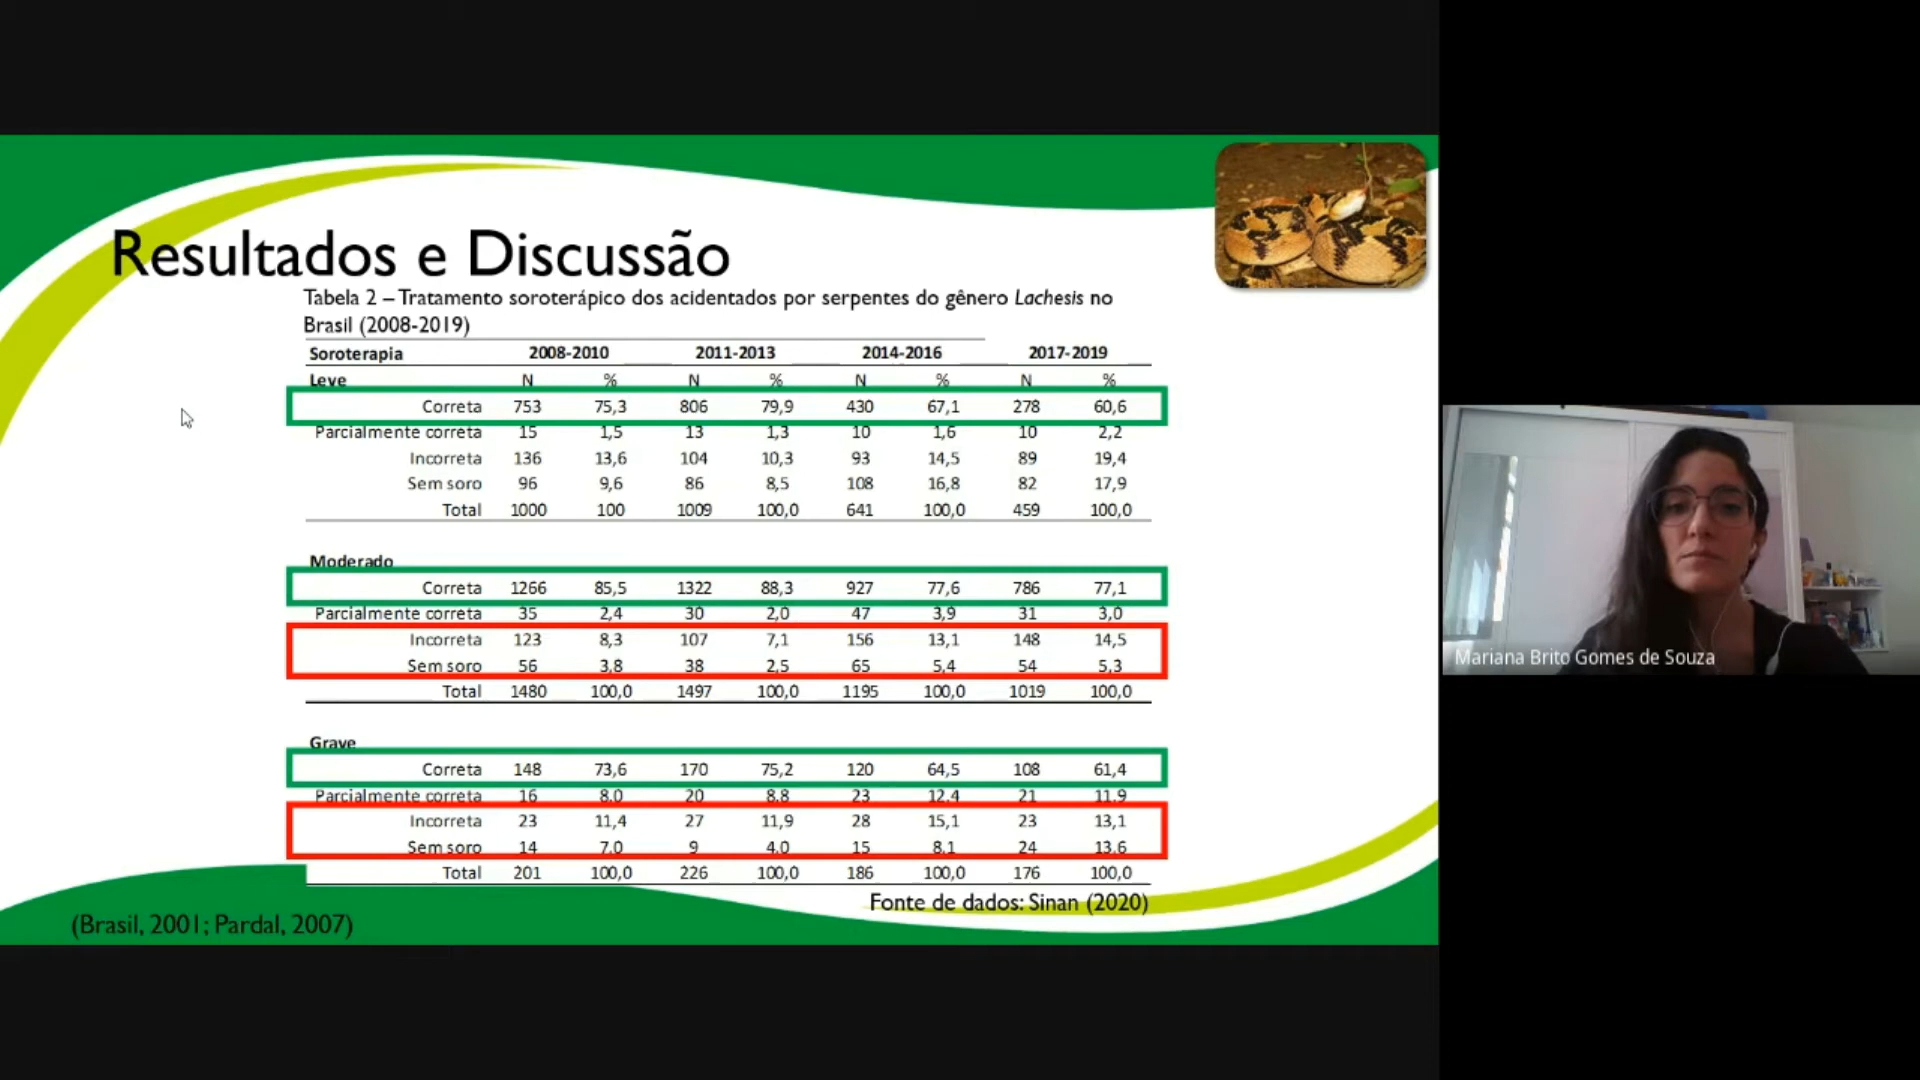 Resultados e Discussão
Tabela 2 – Tratamento soroterápico dos acidentados por serpentes do gênero Lachesis no
Brasil (2008-2019)
Soroterapia 2008-2010 2011-2013 2014-2016 2017-2019
Leve N % N % N % N %
Correta 753 75,3 806 79,9 430 67,1 278 60,6
Parcialmente correta 15 1,5 13 1,3 10 1,6 10 2,2
Incorreta 136 13,6 104 10,3 93 14,5 89 19,4
Sem soro 96 9,6 86 8,5 108 16,8 82 17,9
Total 1000 100 1009 100,0 641 100,0 459 100,0
Moderado
Correta 1266 85,5 1322 88,3 927 77,6 786 77,1
Parcialmente correta 35 2,4 30 2,0 47 3,9 31 3,0
Incorreta 123 8,3 107 7,1 156 13,1 148 14,5
Sem soro 56 3,8 38 2,5 65 5,4 54 5,3
Total 1480 100,0 1497 100,0 1195 100,0 1019 100,0
Grave
Correta 148 73,6 170 75,2 120 64,5 108 61,4
Parcialmente correta 16 8,0 20 8,8 23 12,4 21 11,9
Incorreta 23 11,4 27 11,9 28 15,1 23 13,1
Sem soro 14 7,0 9 4,0 15 8,1 24 13,6
Total 201 100,0 226 100,0 186 100,0 176 100,0
Fonte de dados: Sinan (2020)
(Brasil, 2001; Pardal, 2007)
Mariana Brito Gomes de Souza